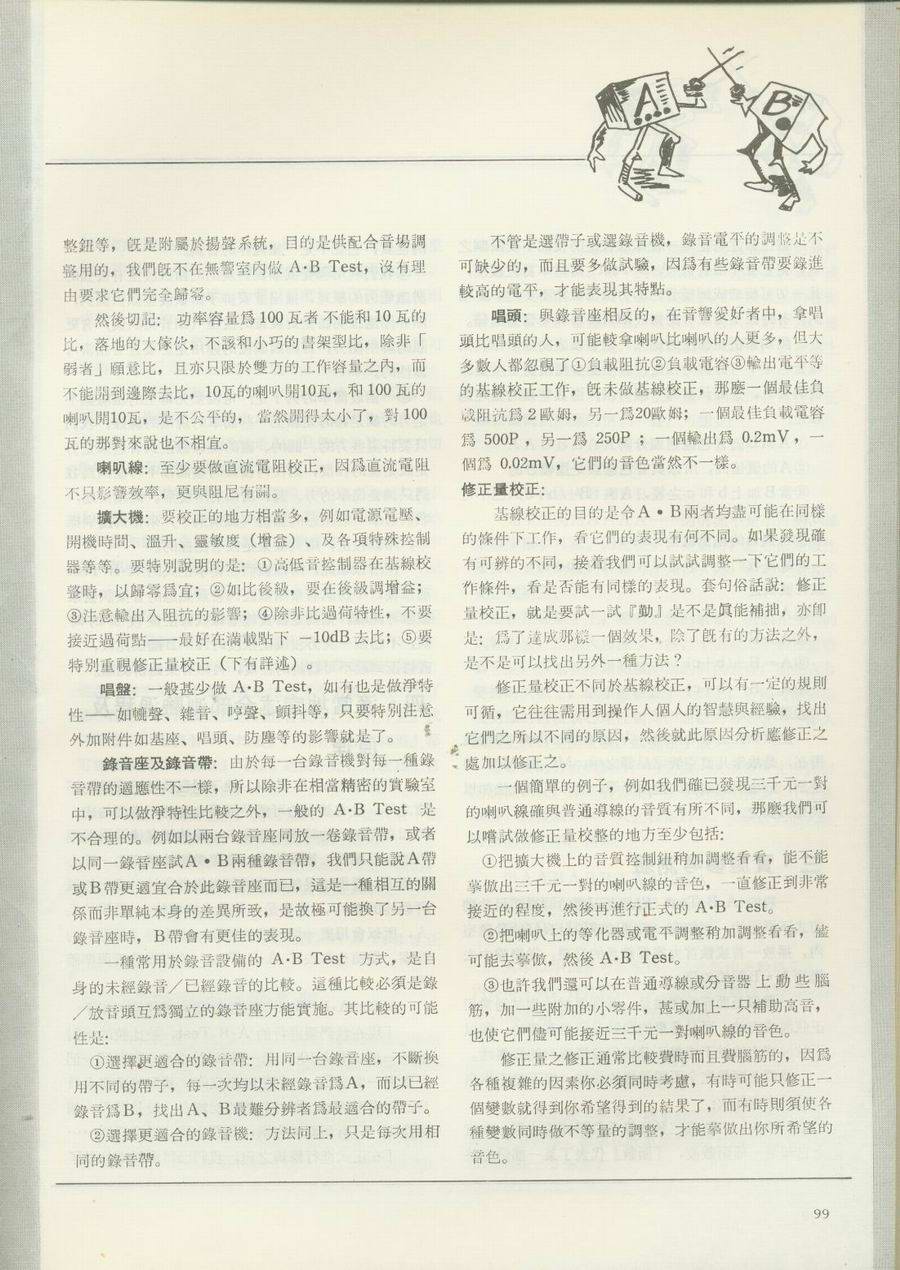 A
B
整鈕等，旣是附屬於揚聲系統，目的是供配合音場調
整用的，我們旣不在無響室內做 A·B Test，沒有理
由要求它們完全歸零。
然後切記：功率容量爲 100 瓦者 不能和 10 瓦的
比，落地的大傢伙，不該和小巧的書架型比，除非「
弱者」願意比，且亦只限於雙方的工作容量之內，而
不能開到邊際去比，10瓦的喇叭開10瓦，和 100 瓦的
喇叭開10瓦，是不公平的，當然開得太小了，對 100
瓦的那對來說也不相宜。
喇叭線：至少要做直流電阻校正，因爲直流電阻
不只影響效率，更與阻尼有關。
擴大機：要校正的地方相當多，例如電源電壓、
開機時間、溫升、靈敏度（增益）、及各項特殊控制
器等等。要特別說明的是：①高低音控制器在基線校
整時，以歸零爲宜；②如比後級，要在後級調增益；
③注意輸出入阻抗的影響；④除非比過荷特性，不要
接近過荷點——最好在滿載點下 －10dB 去比；⑤要
特別重視修正量校正（下有詳述）。
唱盤：一般甚少做 A·B Test，如有也是做淨特
性——如轆聲、雜音、哼聲、顫抖等，只要特別注意
外加附件如基座、唱頭、防塵等的影響就是了。
錄音座及錄音帶：由於每一台錄音機對每一種錄
音帶的適應性不一樣，所以除非在相當精密的實驗室
中，可以做淨特性比較之外，一般的 A·B Test 是
不合理的。例如以兩台錄音座同放一卷錄音帶，或者
以同一錄音座試A·B兩種錄音帶，我們只能說A帶
或B帶更適宜合於此錄音座而已，這是一種相互的關
係而非單純本身的差異所致，是故極可能換了另一台
錄音座時，B帶會有更佳的表現。
一種常用於錄音設備的 A·B Test 方式，是自
身的未經錄音／已經錄音的比較。這種比較必須是錄
／放音頭互爲獨立的錄音座方能實施。其比較的可能
性是：
①選擇更適合的錄音帶：用同一台錄音座，不斷換
用不同的帶子，每一次均以未經錄音爲A，而以已經
錄音爲B，找出A、B最難分辨者爲最適合的帶子。
②選擇更適合的錄音機：方法同上，只是每次用相
同的錄音帶。
不管是選帶子或選錄音機，錄音電平的調整是不
可缺少的，而且要多做試驗，因爲有些錄音帶要錄進
較高的電平，才能表現其特點。
唱頭：與錄音座相反的，在音響愛好者中，拿唱
頭比唱頭的人，可能較拿喇叭比喇叭的人更多，但大
多數人都忽視了①負載阻抗②負載電容③輸出電平等
的基線校正工作，旣未做基線校正，那麼一個最佳負
載阻抗爲2歐姆，另一爲20歐姆；一個最佳負載電容
爲 500P，另一爲 250P；一個輸出爲 0.2mV，一
個爲 0.02mV，它們的音色當然不一樣。
修正量校正：
基線校正的目的是令A·B兩者均盡可能在同樣
的條件下工作，看它們的表現有何不同。如果發現確
有可辨的不同，接着我們可以試試調整一下它們的工
作條件，看是否能有同樣的表現。套句俗話說：修正
量校正，就是要試一試『勤』是不是眞能補拙，亦卽
是：爲了達成那樣一個效果，除了旣有的方法之外，
是不是可以找出另外一種方法？
修正量校正不同於基線校正，可以有一定的規則
可循，它往往需用到操作人個人的智慧與經驗，找出
它們之所以不同的原因，然後就此原因分析應修正之
處加以修正之。
一個簡單的例子，例如我們確已發現三千元一對
的喇叭線確與普通導線的音質有所不同，那麼我們可
以嚐試做修正量校整的地方至少包括：
①把擴大機上的音質控制鈕稍加調整看看，能不能
摹倣出三千元一對的喇叭線的音色，一直修正到非常
接近的程度，然後再進行正式的 A·B Test。
②把喇叭上的等化器或電平調整稍加調整看看，儘
可能去摹倣，然後 A·B Test。
③也許我們還可以在普通導線或分音器上動些腦
筋，加一些附加的小零件，甚或加上一只補助高音，
也使它們儘可能接近三千元一對喇叭線的音色。
修正量之修正通常比較費時而且費腦筋的，因爲
各種複雜的因素你必須同時考慮，有時可能只修正一
個變數就得到你希望得到的結果了，而有時則須使各
種變數同時做不等量的調整，才能摹倣出你所希望的
音色。
99